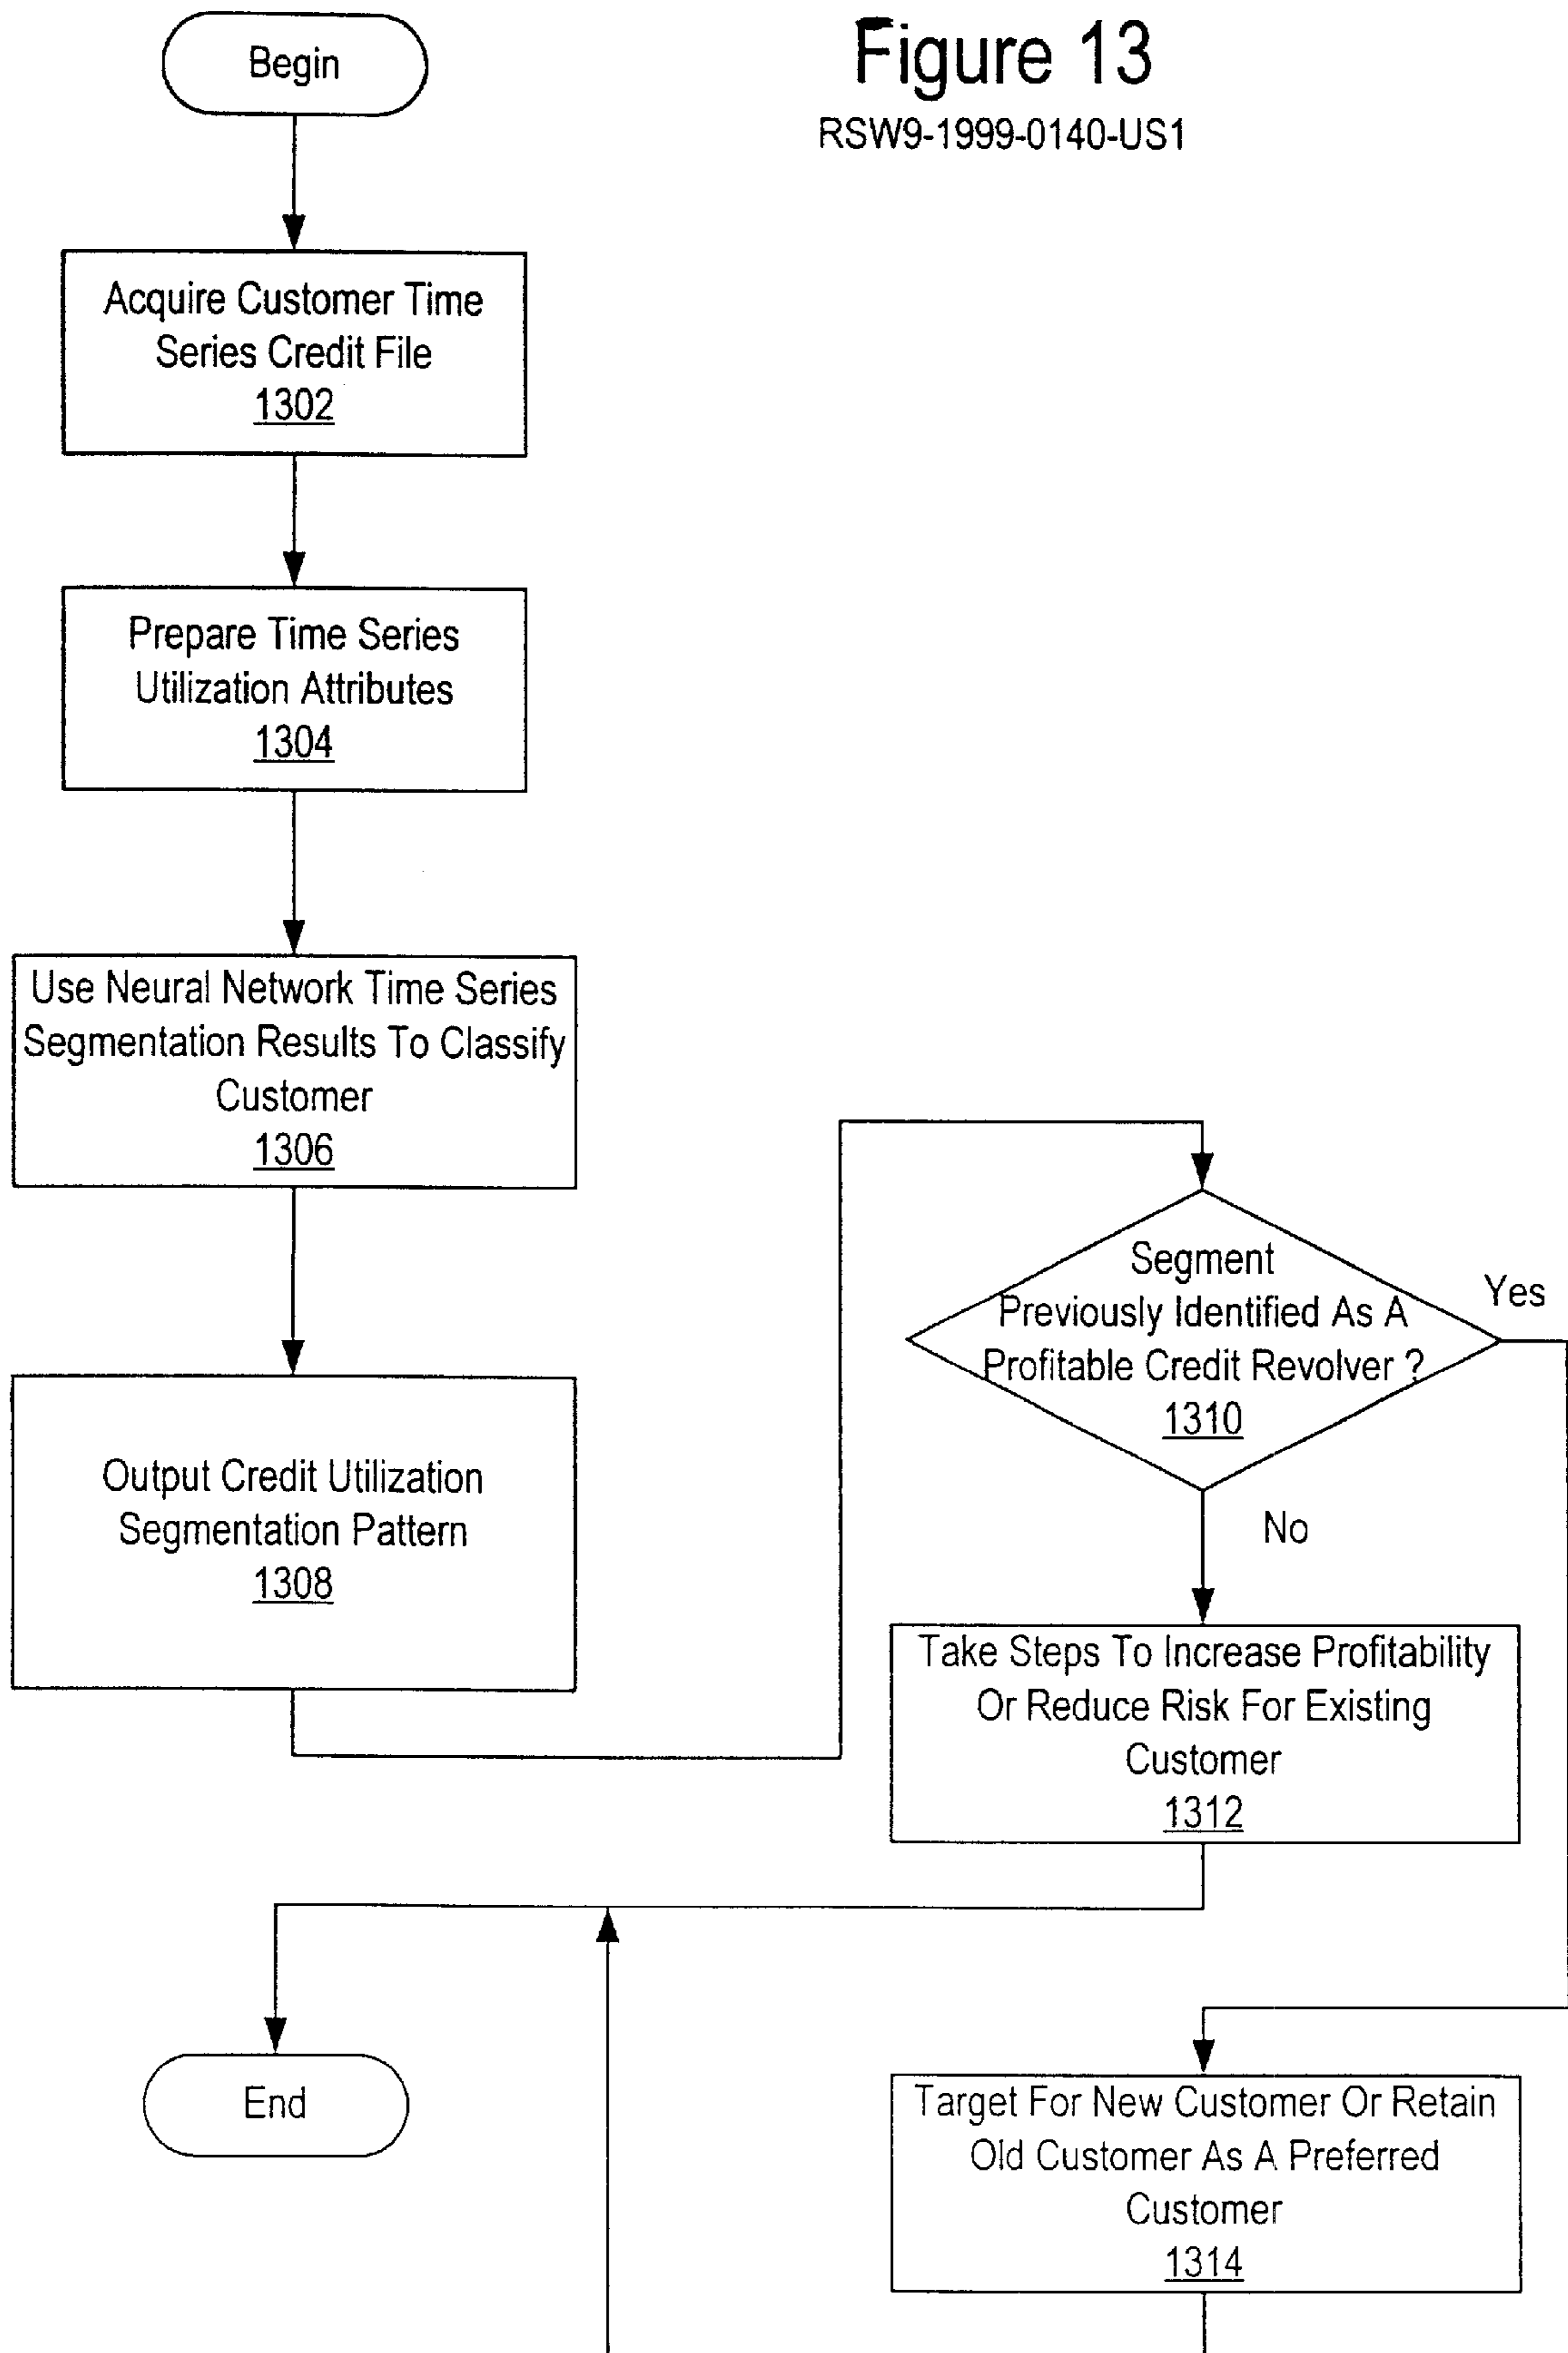 Figure 13
RSW9-1999-0140-US1
Begin
Acquire Customer Time
Series Credit File
1302
Prepare Time Series
Utilization Attributes
1304
Use Neural Network Time Series
Segmentation Results To Classify
Customer
1306
Output Credit Utilization
Segmentation Pattern
1308
Segment
Previously Identified As A
Profitable Credit Revolver ?
1310
Yes
No
Take Steps To Increase Profitability
Or Reduce Risk For Existing
Customer
1312
End
Target For New Customer Or Retain
Old Customer As A Preferred
Customer
1314